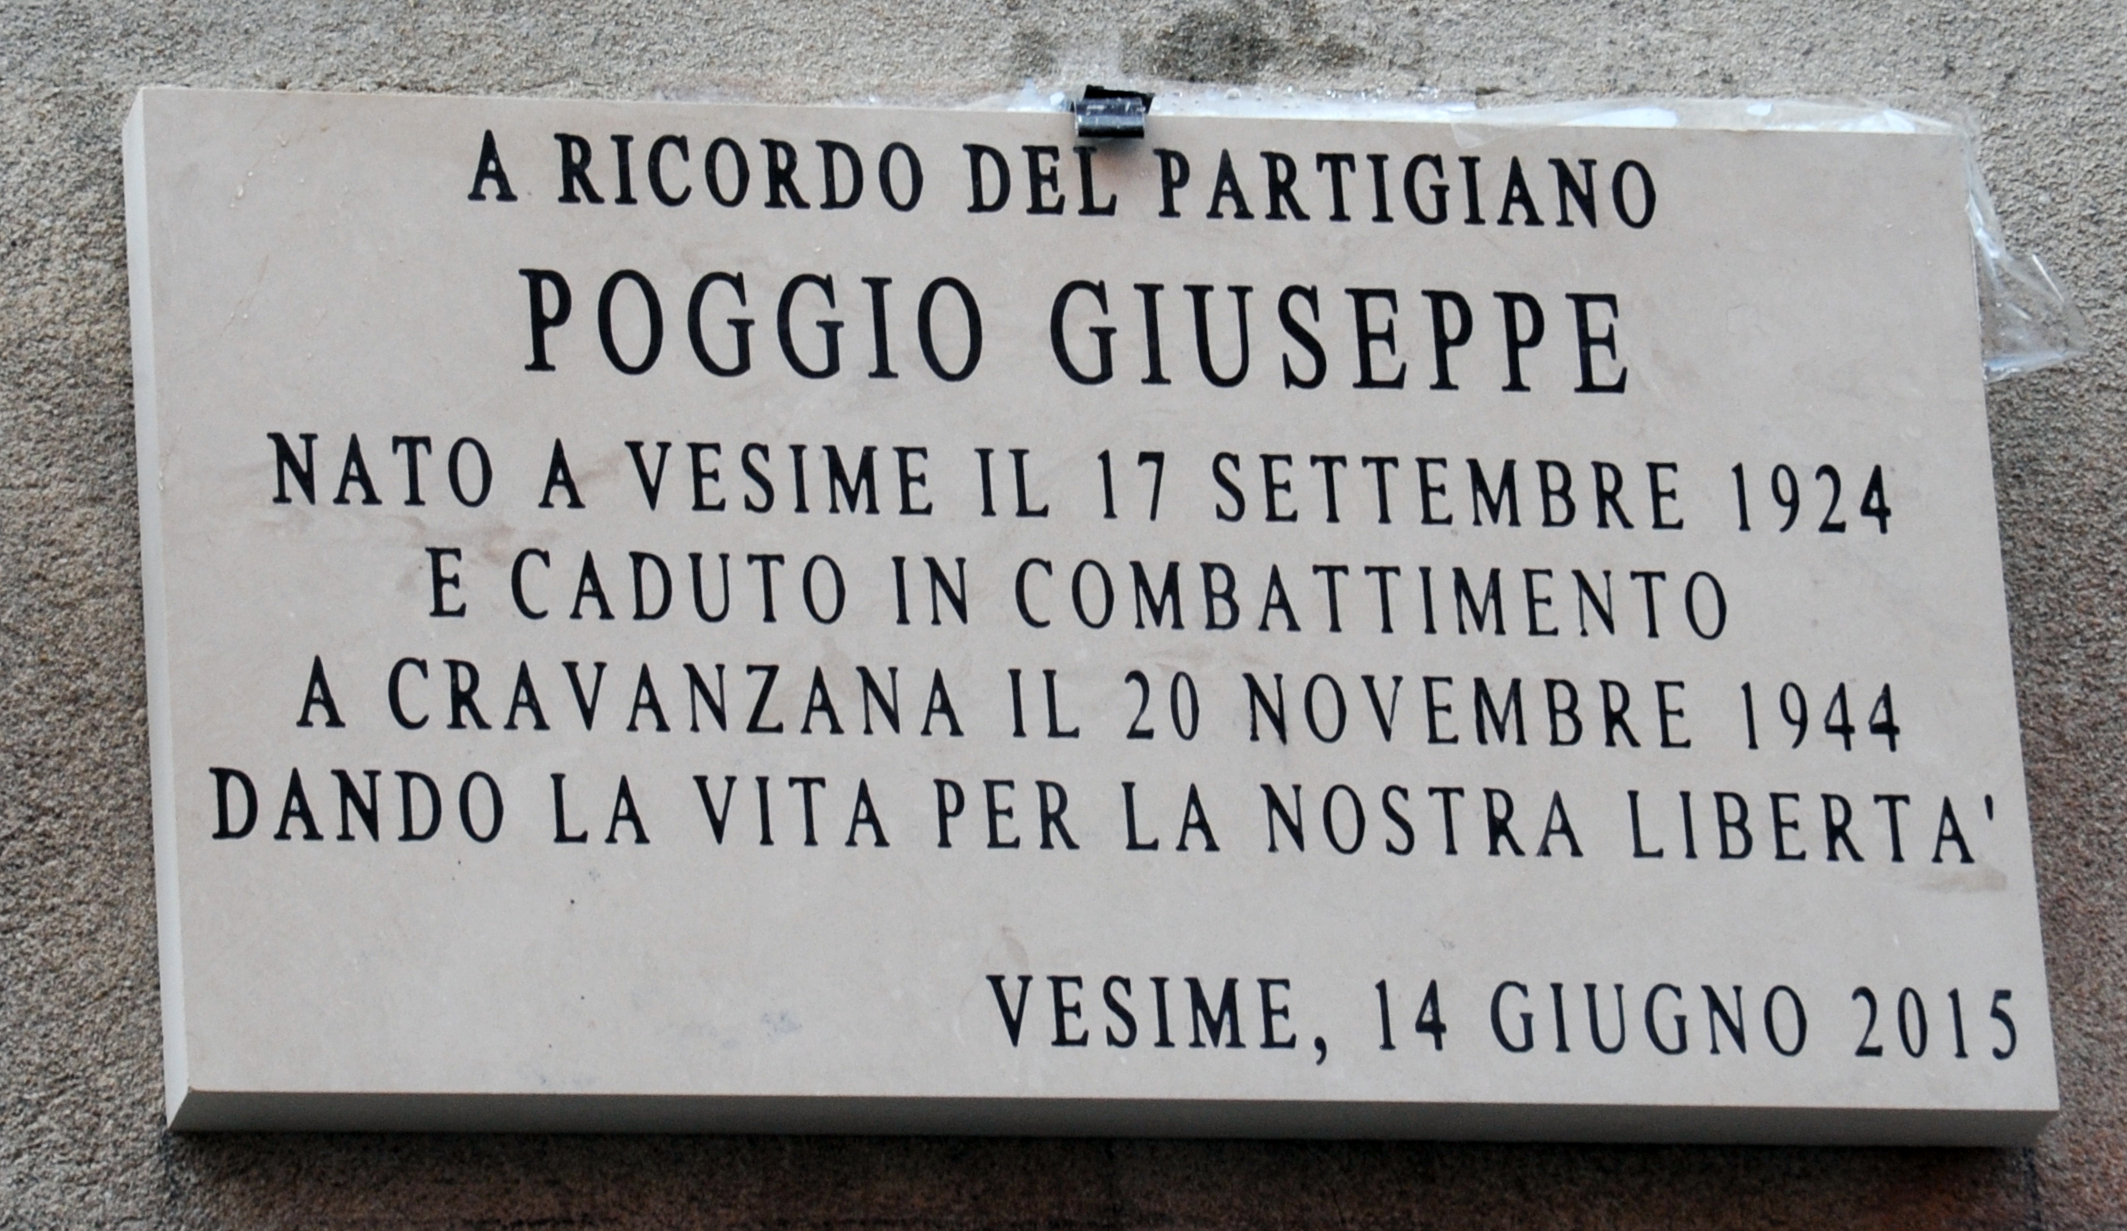 A RICORDO DEL PARTIGIANO
POGGIO GIUSEPPE
NATO A VESIME IL 17 SETTEMBRE 1924
E CADUTO IN COMBATTIMENTO
A CRAVANZANA IL 20 NOVEMBRE 1944
DANDO LA VITA PER LA NOSTRA LIBERTA'
VESIME, 14 GIUGNO 2015